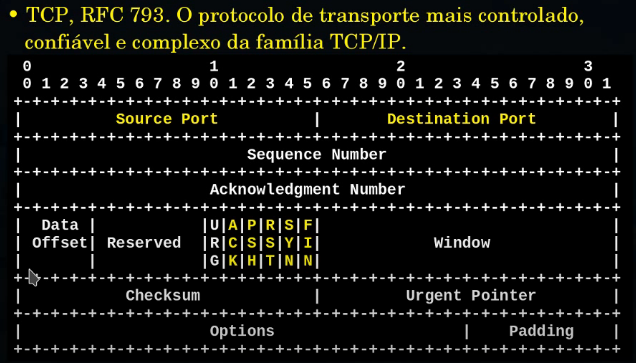 • TCP, RFC 793. O protocolo de transporte mais controlado,
confiável e complexo da família TCP/IP.
 0                   1                   2                   3
 0 1 2 3 4 5 6 7 8 9 0 1 2 3 4 5 6 7 8 9 0 1 2 3 4 5 6 7 8 9 0 1
+-+-+-+-+-+-+-+-+-+-+-+-+-+-+-+-+-+-+-+-+-+-+-+-+-+-+-+-+-+-+-+-+
|          Source Port          |       Destination Port        |
+-+-+-+-+-+-+-+-+-+-+-+-+-+-+-+-+-+-+-+-+-+-+-+-+-+-+-+-+-+-+-+-+
|                        Sequence Number                        |
+-+-+-+-+-+-+-+-+-+-+-+-+-+-+-+-+-+-+-+-+-+-+-+-+-+-+-+-+-+-+-+-+
|                    Acknowledgment Number                      |
+-+-+-+-+-+-+-+-+-+-+-+-+-+-+-+-+-+-+-+-+-+-+-+-+-+-+-+-+-+-+-+-+
|  Data |           |U|A|P|R|S|F|                               |
| Offset| Reserved  |R|C|S|S|Y|I|            Window             |
|       |           |G|K|H|T|N|N|                               |
+-+-+-+-+-+-+-+-+-+-+-+-+-+-+-+-+-+-+-+-+-+-+-+-+-+-+-+-+-+-+-+-+
|           Checksum            |         Urgent Pointer        |
+-+-+-+-+-+-+-+-+-+-+-+-+-+-+-+-+-+-+-+-+-+-+-+-+-+-+-+-+-+-+-+-+
|                    Options                    |    Padding    |
+-+-+-+-+-+-+-+-+-+-+-+-+-+-+-+-+-+-+-+-+-+-+-+-+-+-+-+-+-+-+-+-+